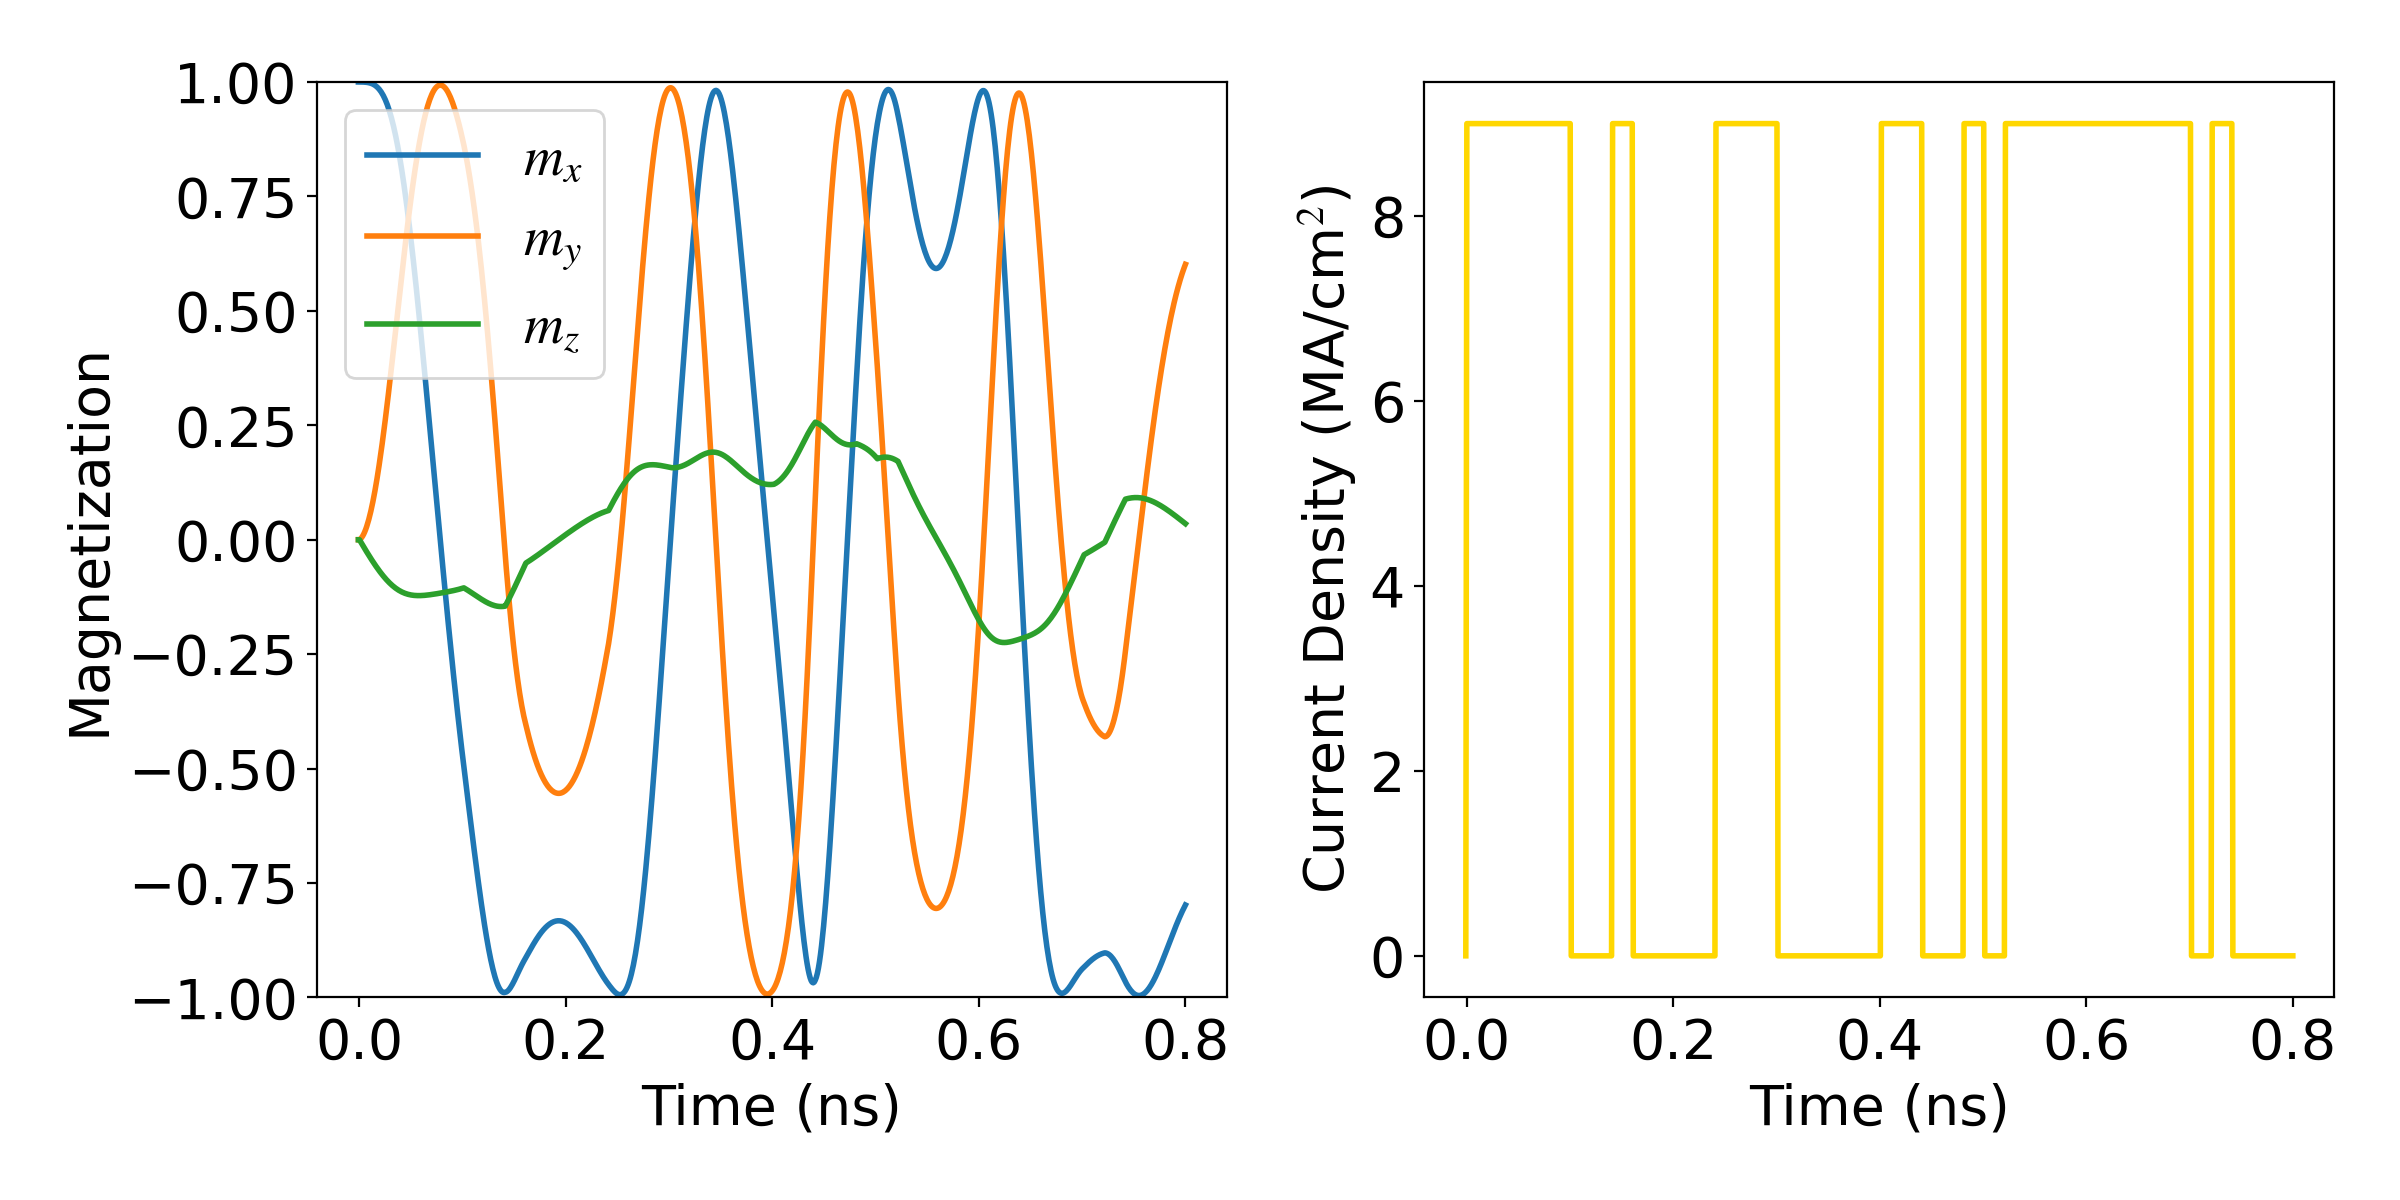 Magnetization
1.00
0.75
0.50
0.25
0.00
−0.25
−0.50
−0.75
−1.00
m_x
m_y
m_z
0.0 0.2 0.4 0.6 0.8
Time (ns)
Current Density (MA/cm²)
8
6
4
2
0
0.0 0.2 0.4 0.6 0.8
Time (ns)